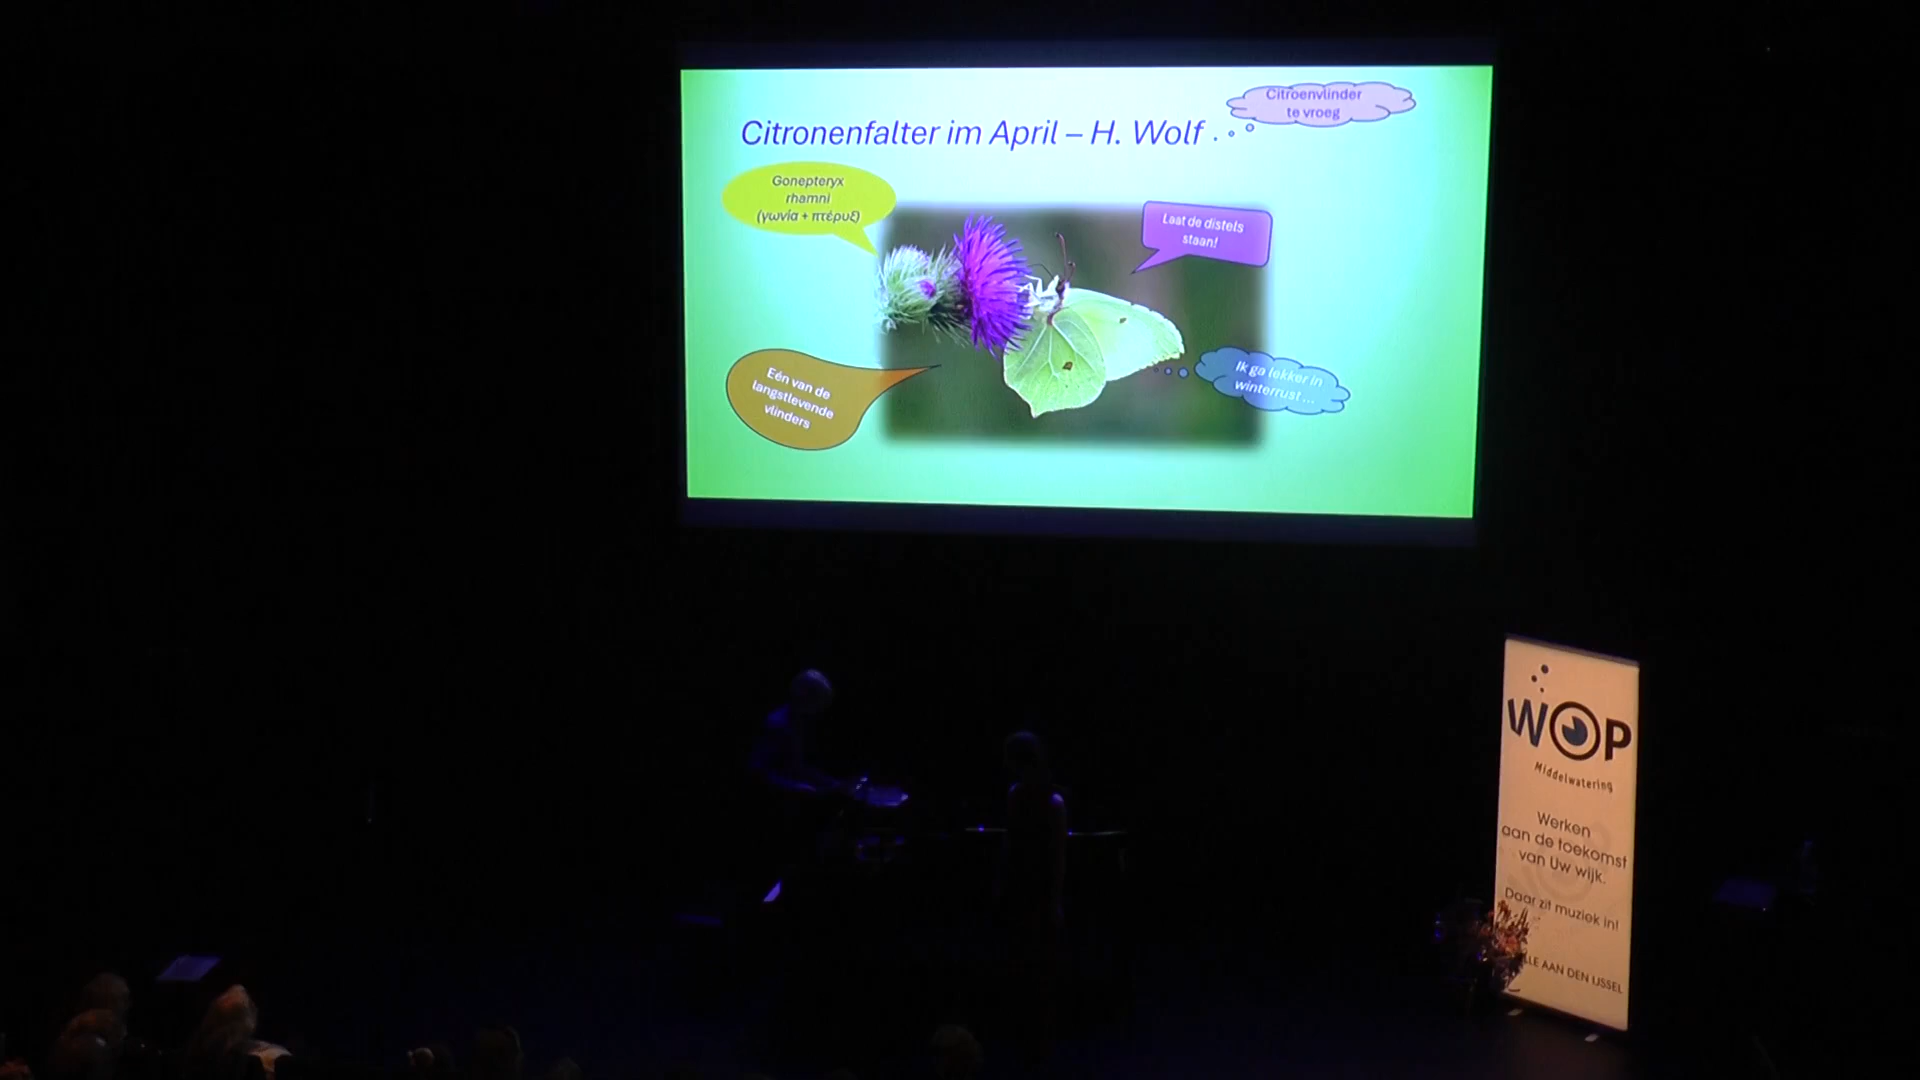 Citroenvlinder
te vroeg
Citronenfalter im April – H. Wolf
Gonepteryx
rhamni
(γωνία + πτέρυξ)
Laat de distels
staan!
Eén van de
langstlevende
vlinders
Ik ga lekker in
winterrust ...
WOP
Middelwatering
Werken
aan de toekomst
van Uw wijk.
Daar zit muziek in!
LLE AAN DEN IJSSEL